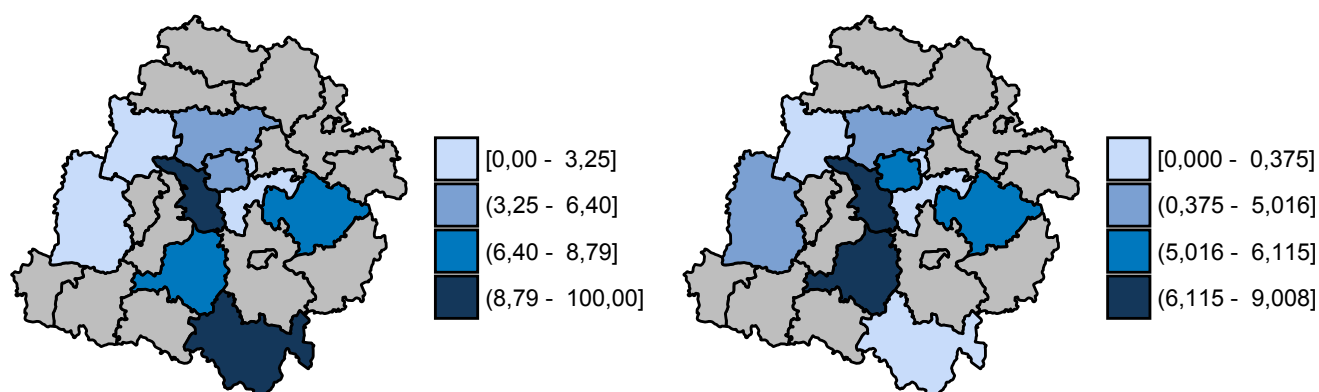 [0,00 - 3,25]
(3,25 - 6,40]
(6,40 - 8,79]
(8,79 - 100,00]
[0,000 - 0,375]
(0,375 - 5,016]
(5,016 - 6,115]
(6,115 - 9,008]